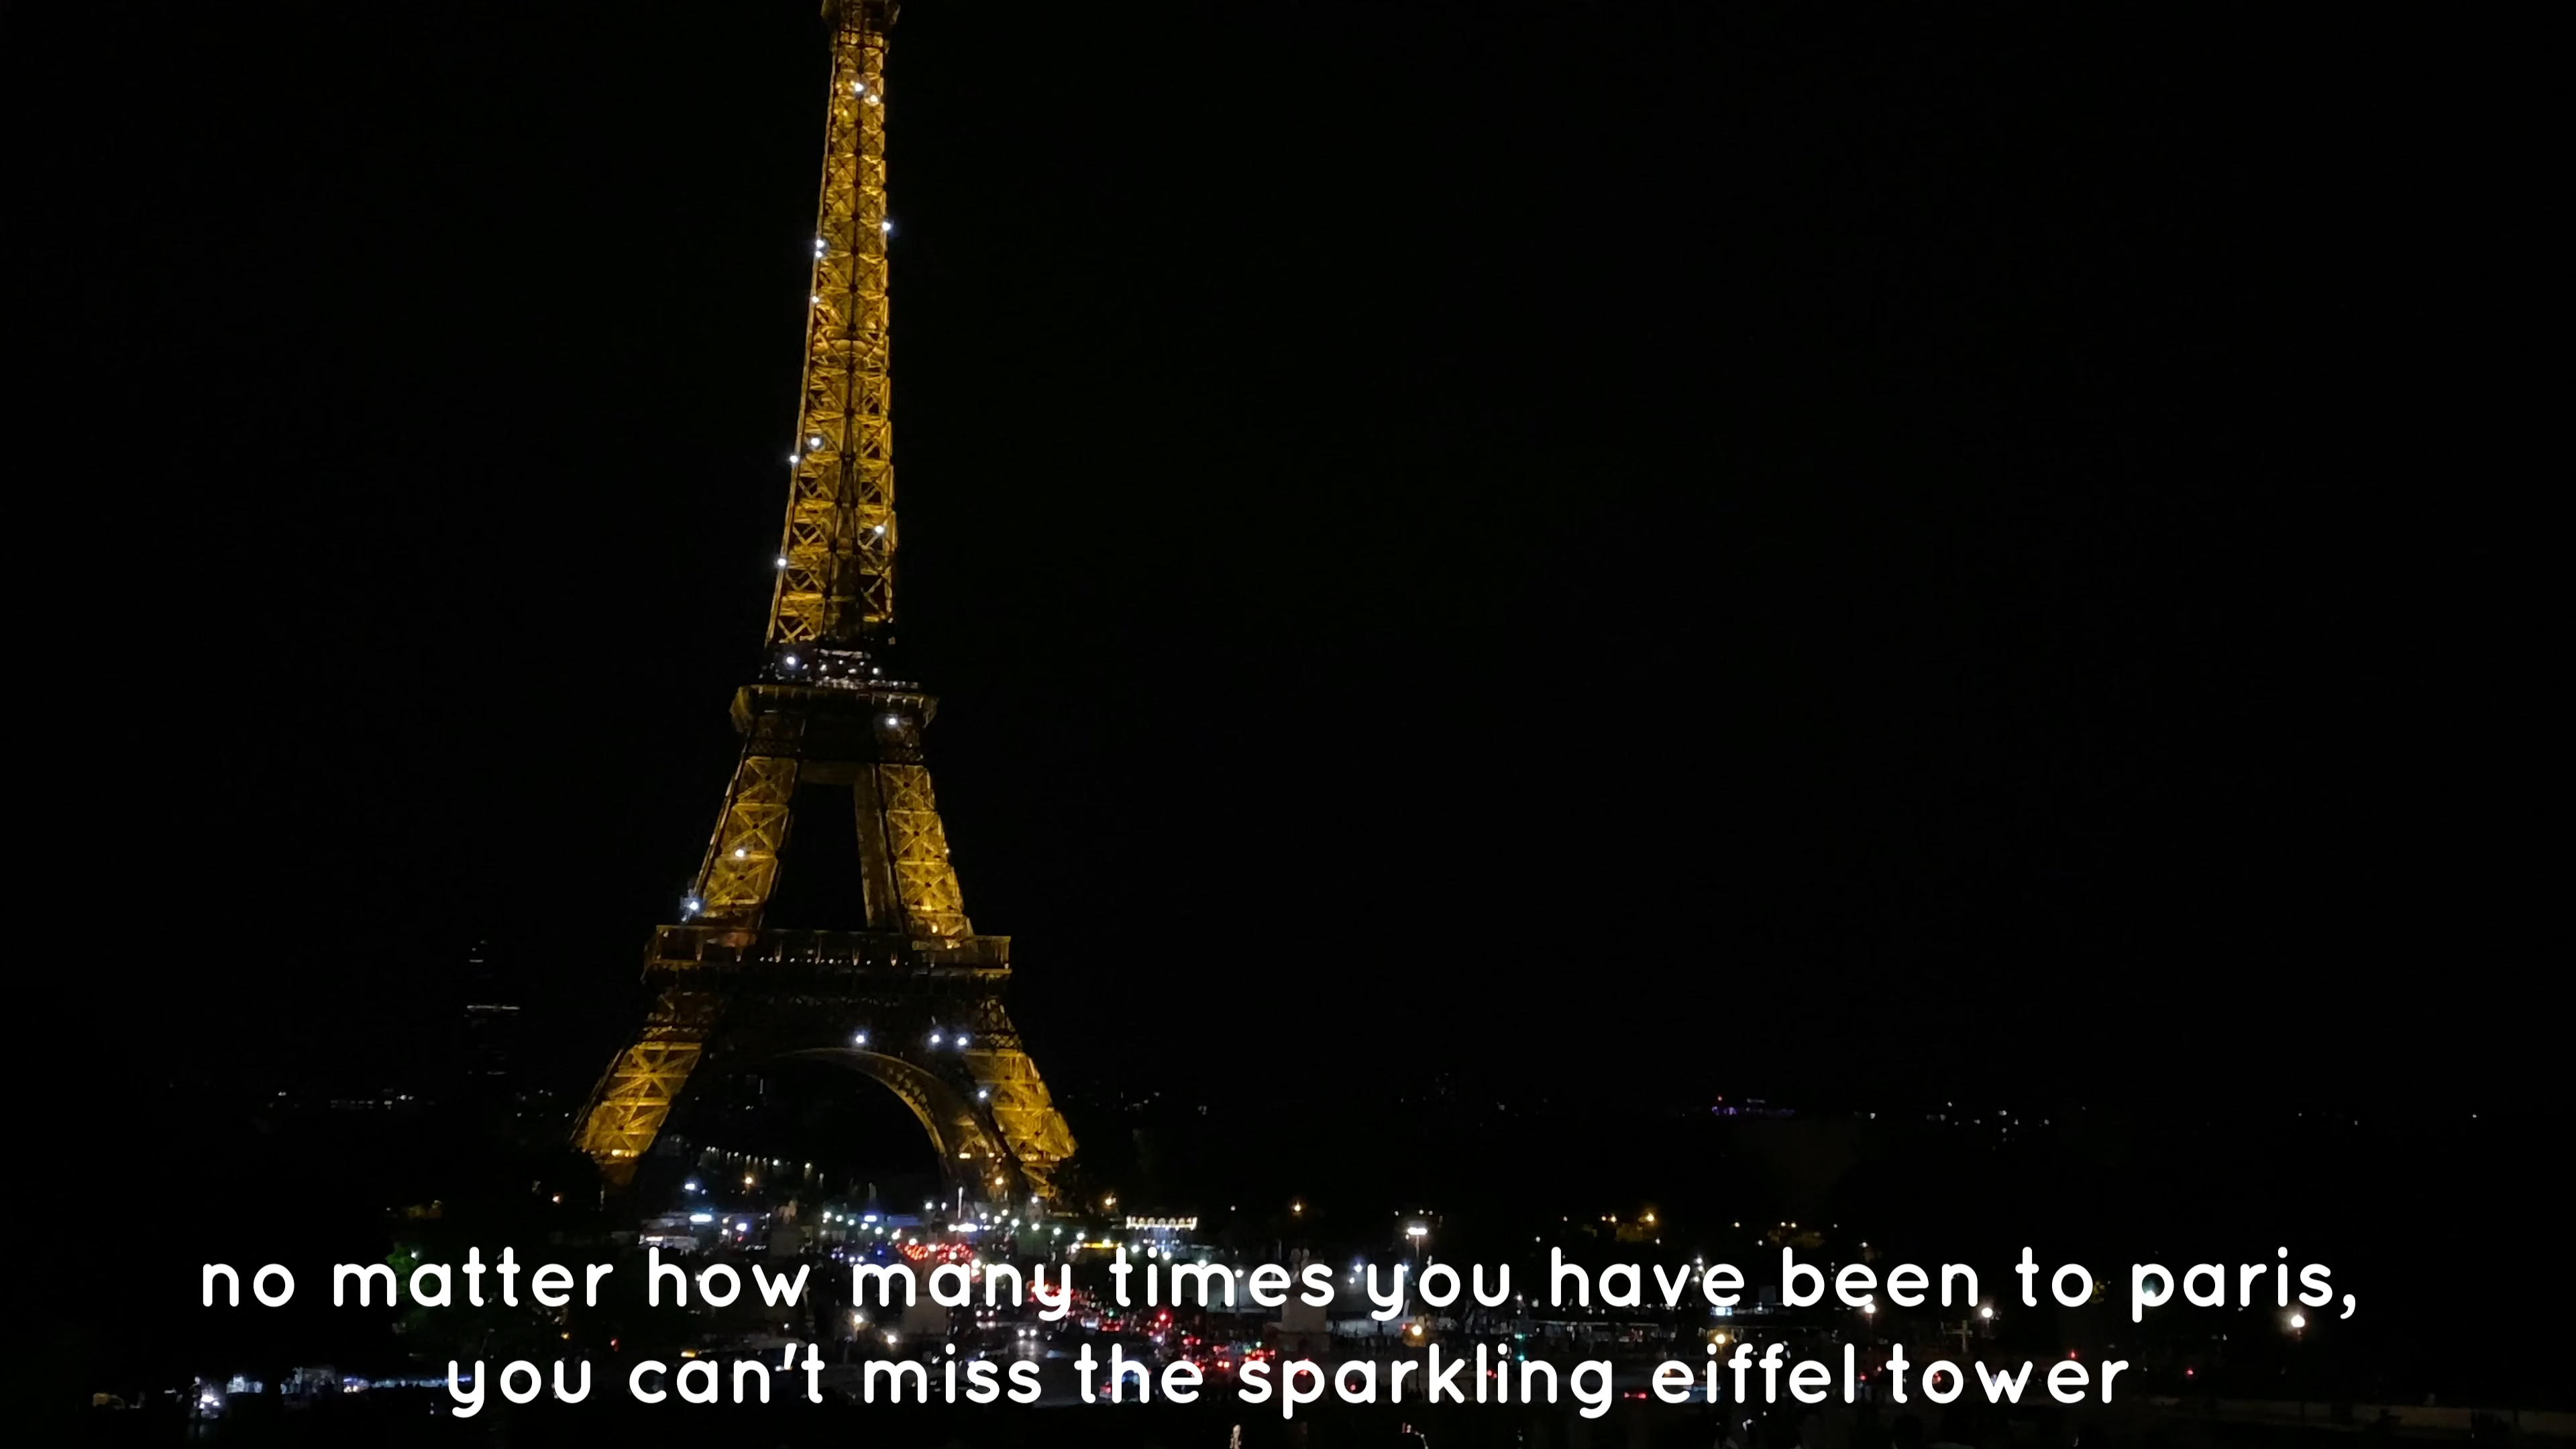 no matter how many times you have been to paris,
you can't miss the sparkling eiffel tower